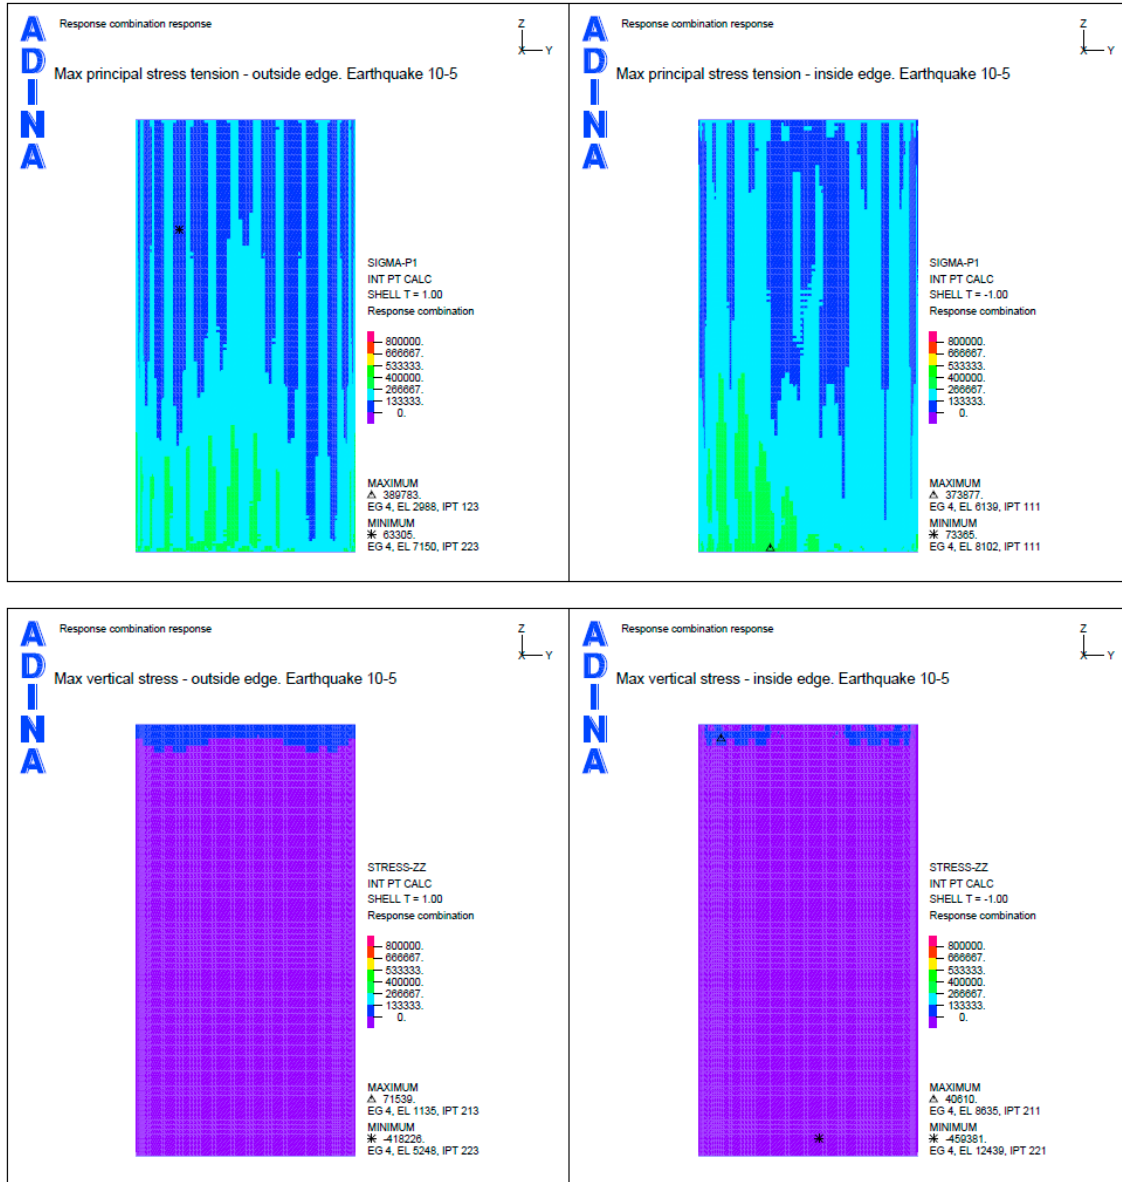 ADINA
Response combination response
Z
X Y
Max principal stress tension - outside edge. Earthquake 10-5
SIGMA-P1
INT PT CALC
SHELL T = 1.00
Response combination
800000.
666667.
533333.
400000.
266667.
133333.
0.
MAXIMUM
389783.
EG 4, EL 2988, IPT 123
MINIMUM
63305.
EG 4, EL 7150, IPT 223
ADINA
Response combination response
Z
X Y
Max principal stress tension - inside edge. Earthquake 10-5
SIGMA-P1
INT PT CALC
SHELL T = -1.00
Response combination
800000.
666667.
533333.
400000.
266667.
133333.
0.
MAXIMUM
373877.
EG 4, EL 6139, IPT 111
MINIMUM
73365.
EG 4, EL 8102, IPT 111
ADINA
Response combination response
Z
X Y
Max vertical stress - outside edge. Earthquake 10-5
STRESS-ZZ
INT PT CALC
SHELL T = 1.00
Response combination
800000.
666667.
533333.
400000.
266667.
133333.
0.
MAXIMUM
71539.
EG 4, EL 1135, IPT 213
MINIMUM
-418226.
EG 4, EL 5248, IPT 223
ADINA
Response combination response
Z
X Y
Max vertical stress - inside edge. Earthquake 10-5
STRESS-ZZ
INT PT CALC
SHELL T = -1.00
Response combination
800000.
666667.
533333.
400000.
266667.
133333.
0.
MAXIMUM
40610.
EG 4, EL 8635, IPT 211
MINIMUM
-459381.
EG 4, EL 12439, IPT 221